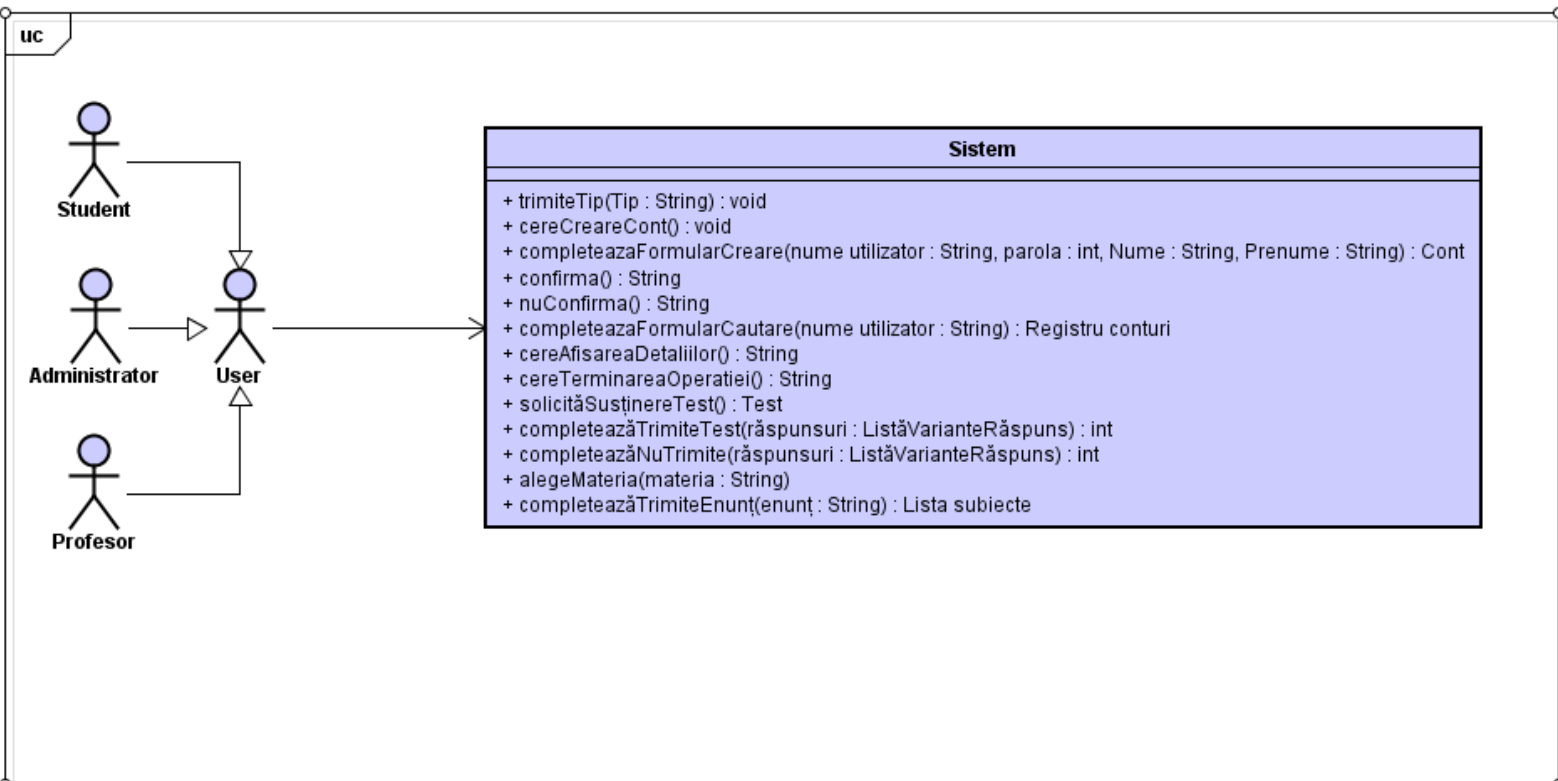 uc
Student
Administrator
User
Profesor
Sistem
+ trimiteTip(Tip : String) : void
+ cereCreareCont() : void
+ completeazaFormularCreare(nume utilizator : String, parola : int, Nume : String, Prenume : String) : Cont
+ confirma() : String
+ nuConfirma() : String
+ completeazaFormularCautare(nume utilizator : String) : Registru conturi
+ cereAfisareaDetaliilor() : String
+ cereTerminareaOperatiei() : String
+ solicităSusținereTest() : Test
+ completeazăTrimiteTest(răspunsuri : ListăVarianteRăspuns) : int
+ completeazăNuTrimite(răspunsuri : ListăVarianteRăspuns) : int
+ alegeMateria(materia : String)
+ completeazăTrimiteEnunț(enunț : String) : Lista subiecte